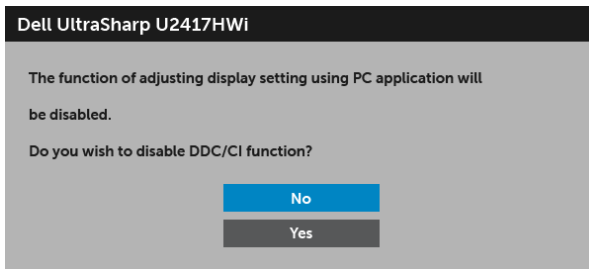 Dell UltraSharp U2417HWi
The function of adjusting display setting using PC application will
be disabled.
Do you wish to disable DDC/CI function?
No
Yes